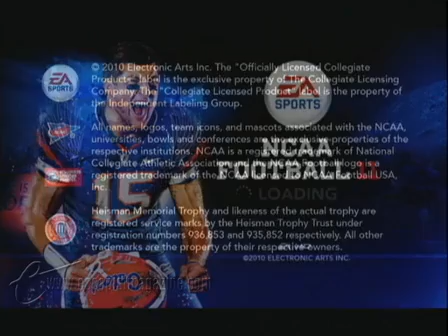 © 2010 Electronic Arts Inc. The "Officially Licensed Collegiate
Products" label is the exclusive property of The Collegiate Licensing
Company. The "Collegiate Licensed Product" label is the property of
the Independent Labeling Group.
All names, logos, team icons, and mascots associated with the NCAA,
universities, bowls and conferences are the exclusive properties of
the respective institutions. NCAA is a registered trademark of National
Collegiate Athletic Association.
registered trademark of the
Football USA,
Inc.
Heisman Memorial Trophy and likeness of the actual trophy are
registered service marks by the Heisman Trophy Trust under
registration numbers 936,853 and 935,852 respectively. All other
trademarks are the property of their respective owners.
EA
SPORTS
EA
SPORTS
NCAA
FOOTBALL 11
LOADING
©2010 ELECTRONIC ARTS INC.
15